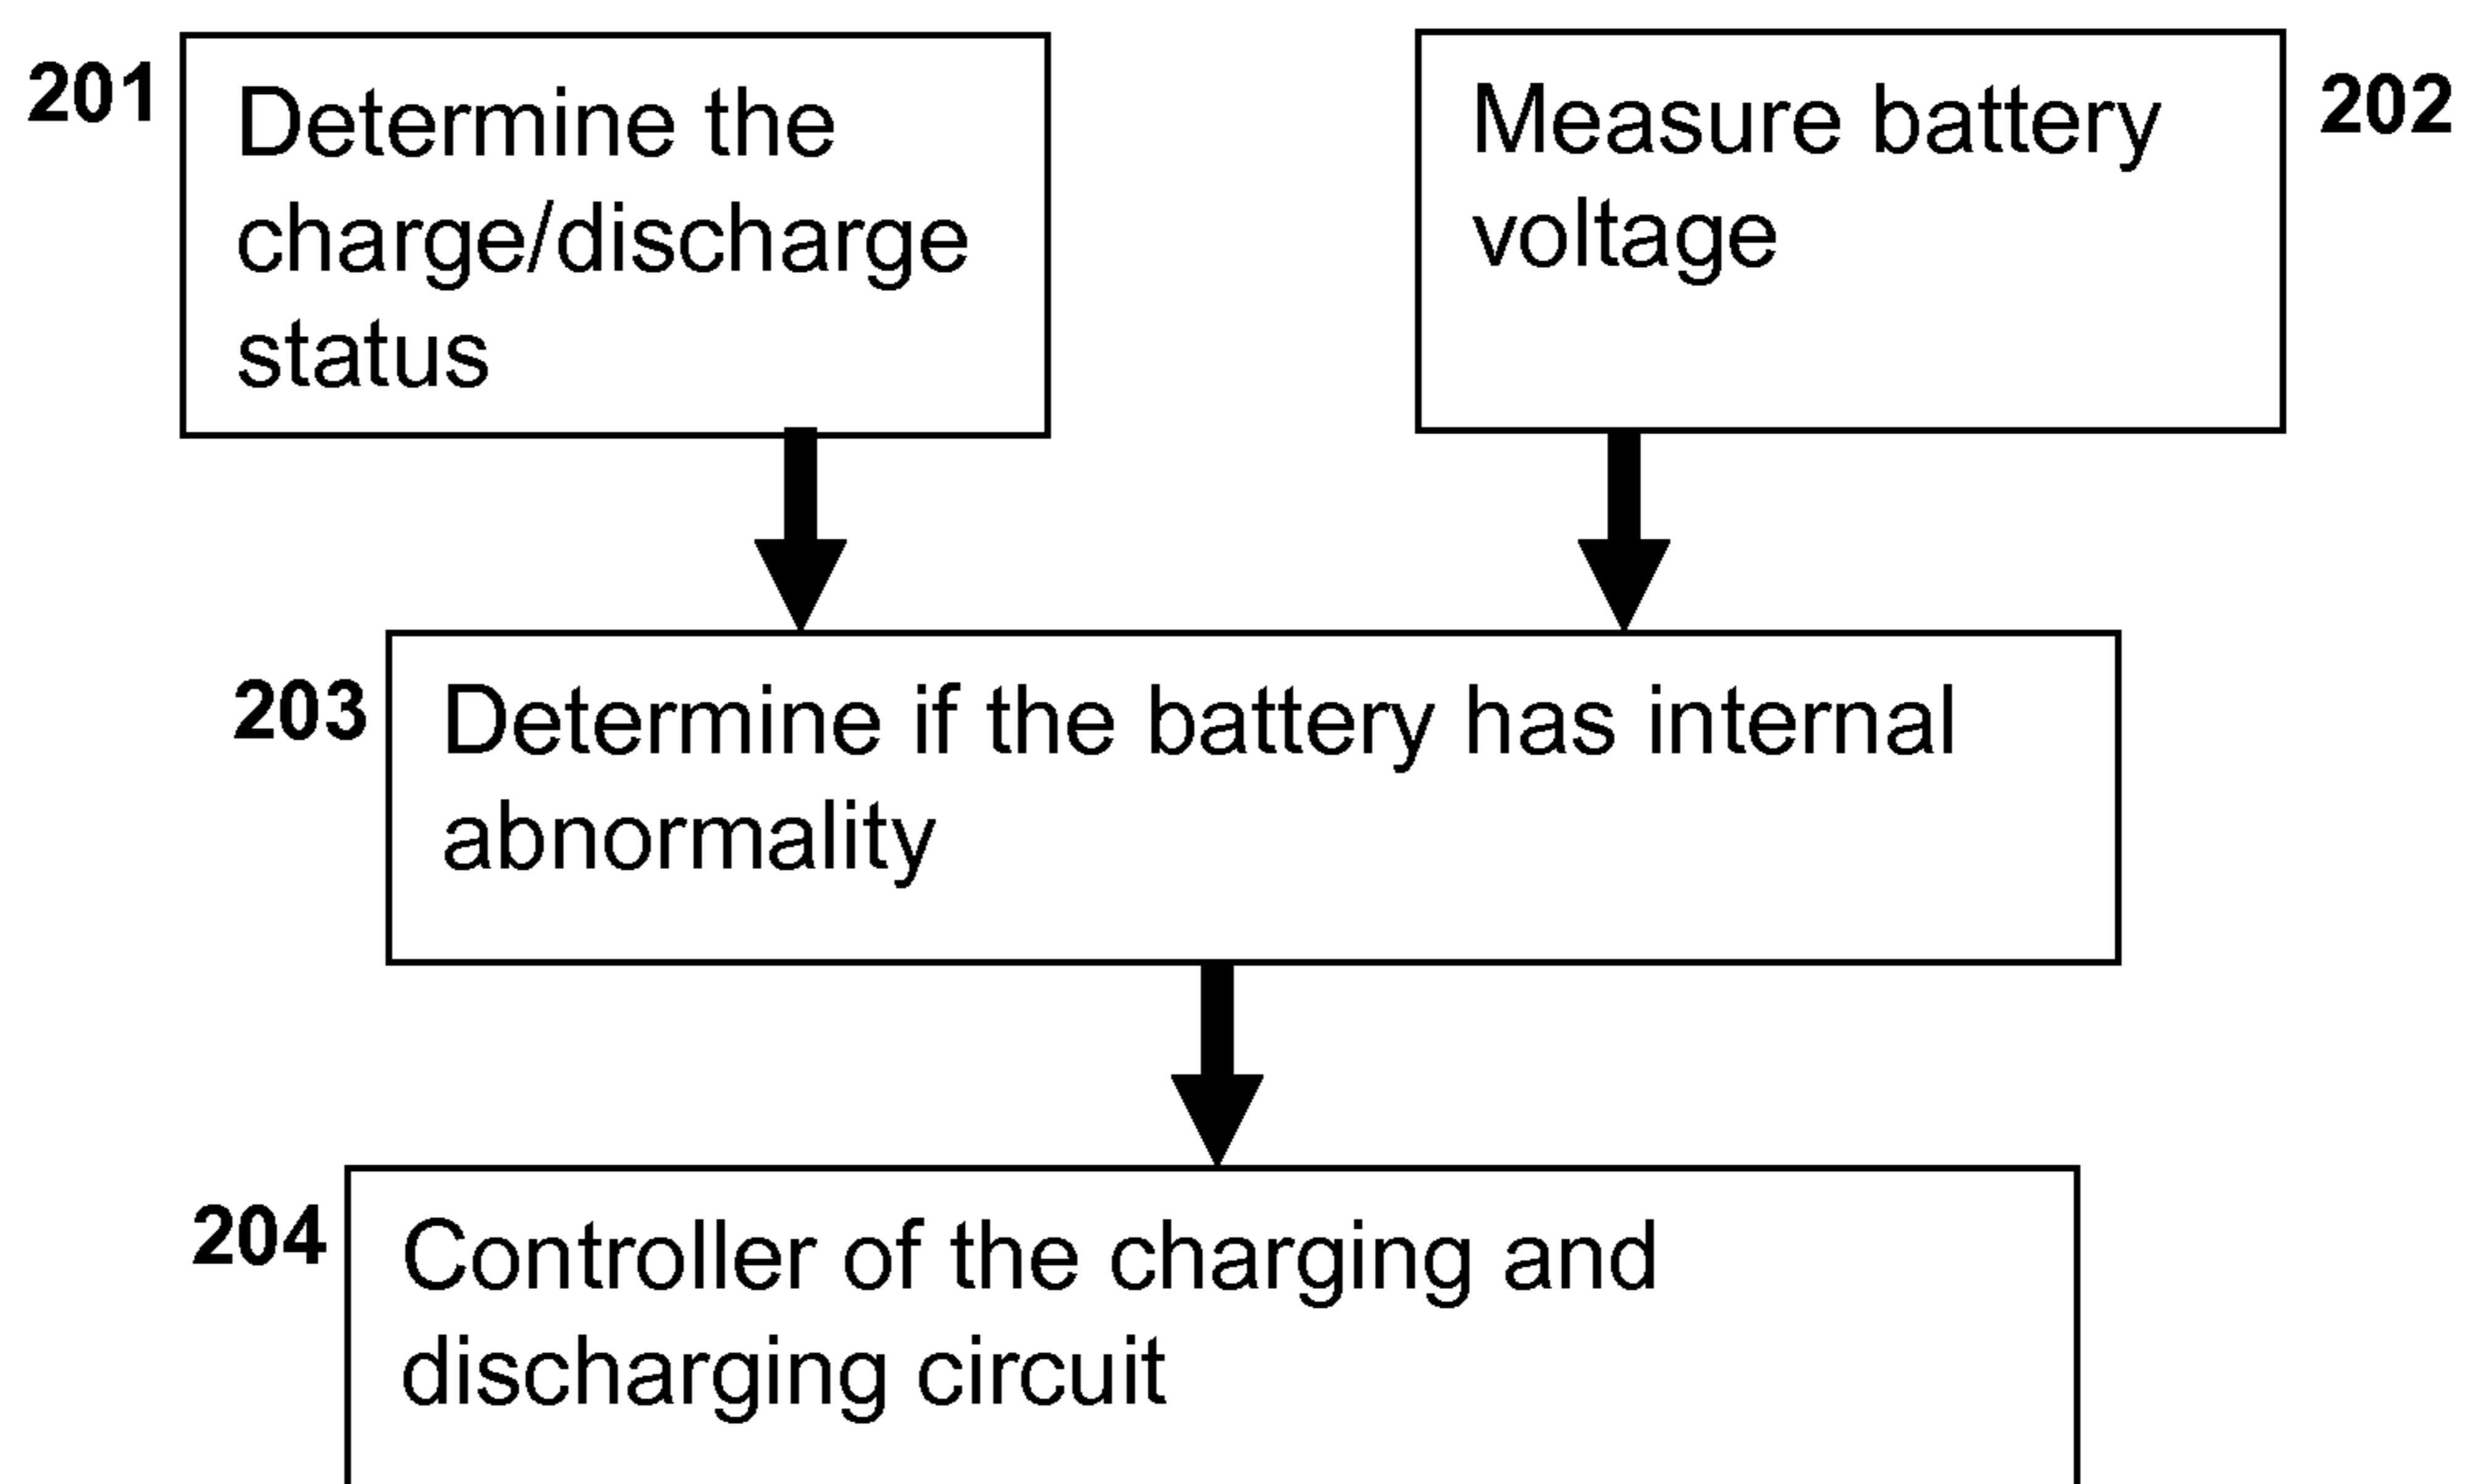 201
Determine the
charge/discharge
status
Measure battery
voltage
202
203
Determine if the battery has internal
abnormality
204
Controller of the charging and
discharging circuit